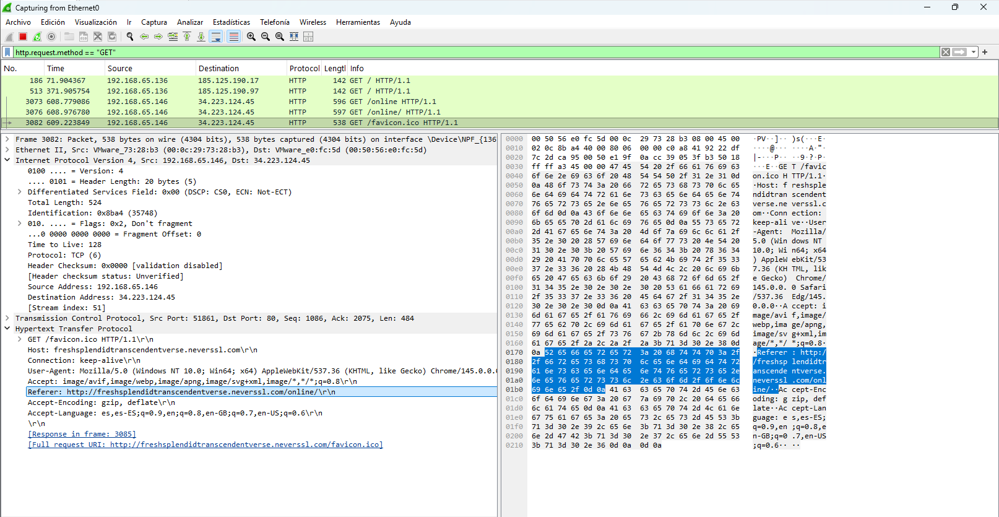 Capturing from Ethernet0
Archivo Edición Visualización Ir Captura Analizar Estadísticas Telefonía Wireless Herramientas Ayuda
http.request.method == "GET"
No. Time Source Destination Protocol Lengtl Info
186 71.904367 192.168.65.136 185.125.190.17 HTTP 142 GET / HTTP/1.1
513 371.905754 192.168.65.136 185.125.190.97 HTTP 142 GET / HTTP/1.1
3073 608.779086 192.168.65.146 34.223.124.45 HTTP 596 GET /online HTTP/1.1
3076 608.976780 192.168.65.146 34.223.124.45 HTTP 597 GET /online/ HTTP/1.1
3082 609.223849 192.168.65.146 34.223.124.45 HTTP 538 GET /favicon.ico HTTP/1.1
Frame 3082: Packet, 538 bytes on wire (4304 bits), 538 bytes captured (4304 bits) on interface \Device\NPF_{136
Ethernet II, Src: VMware_73:28:b3 (00:0c:29:73:28:b3), Dst: VMware_e0:fc:5d (00:50:56:e0:fc:5d)
Internet Protocol Version 4, Src: 192.168.65.146, Dst: 34.223.124.45
0100 .... = Version: 4
.... 0101 = Header Length: 20 bytes (5)
Differentiated Services Field: 0x00 (DSCP: CS0, ECN: Not-ECT)
Total Length: 524
Identification: 0x8ba4 (35748)
010. .... = Flags: 0x2, Don't fragment
...0 0000 0000 0000 = Fragment Offset: 0
Time to Live: 128
Protocol: TCP (6)
Header Checksum: 0x0000 [validation disabled]
[Header checksum status: Unverified]
Source Address: 192.168.65.146
Destination Address: 34.223.124.45
[Stream index: 51]
Transmission Control Protocol, Src Port: 51861, Dst Port: 80, Seq: 1086, Ack: 2075, Len: 484
Hypertext Transfer Protocol
GET /favicon.ico HTTP/1.1\r\n
Host: freshsplendidtranscendentverse.neverssl.com\r\n
Connection: keep-alive\r\n
User-Agent: Mozilla/5.0 (Windows NT 10.0; Win64; x64) AppleWebKit/537.36 (KHTML, like Gecko) Chrome/145.0.0.
Accept: image/avif,image/webp,image/apng,image/svg+xml,image/*,*/*;q=0.8\r\n
Referer: http://freshsplendidtranscendentverse.neverssl.com/online/\r\n
Accept-Encoding: gzip, deflate\r\n
Accept-Language: es,es-ES;q=0.9,en;q=0.8,en-GB;q=0.7,en-US;q=0.6\r\n
\r\n
[Response in frame: 3085]
[Full request URI: http://freshsplendidtranscendentverse.neverssl.com/favicon.ico]
0000 00 50 56 e0 fc 5d 00 0c 29 73 28 b3 08 00 45 00 ·PV··]·· )s(···E·
0010 02 0c 8b a4 40 00 80 06 00 00 c0 a8 41 92 22 df ····@··· ····A·"·
0020 7c 2d ca 95 00 50 e1 9f 0a cc 39 05 3f b3 50 18 |-···P·· ··9·?·P·
0030 ff ff a3 45 00 00 47 45 54 20 2f 66 61 76 69 63 ···E··GE T /favic
0040 6f 6e 2e 69 63 6f 20 48 54 54 50 2f 31 2e 31 0d on.ico H TTP/1.1·
0050 0a 48 6f 73 74 3a 20 66 72 65 73 68 73 70 6c 65 ·Host: f reshsple
0060 6e 64 69 64 74 72 61 6e 73 63 65 6e 64 65 6e 74 ndidtran scendent
0070 76 65 72 73 65 2e 6e 65 76 65 72 73 73 6c 2e 63 verse.ne verssl.c
0080 6f 6d 0d 0a 43 6f 6e 6e 65 63 74 69 6f 6e 3a 20 om··Conn ection: 
0090 6b 65 65 70 2d 61 6c 69 76 65 0d 0a 55 73 65 72 keep-ali ve··User
00a0 2d 41 67 65 6e 74 3a 20 4d 6f 7a 69 6c 6c 61 2f -Agent:  Mozilla/
00b0 35 2e 30 20 28 57 69 6e 64 6f 77 73 20 4e 54 20 5.0 (Win dows NT 
00c0 31 30 2e 30 3b 20 57 69 6e 36 34 3b 20 78 36 34 10.0; Wi n64; x64
00d0 29 20 41 70 70 6c 65 57 65 62 4b 69 74 2f 35 33 ) AppleW ebKit/53
00e0 37 2e 33 36 20 28 4b 48 54 4d 4c 2c 20 6c 69 6b 7.36 (KH TML, lik
00f0 65 20 47 65 63 6b 6f 29 20 43 68 72 6f 6d 65 2f e Gecko)  Chrome/
0100 31 34 35 2e 30 2e 30 2e 30 20 53 61 66 61 72 69 145.0.0. 0 Safari
0110 2f 35 33 37 2e 33 36 20 45 64 67 2f 31 34 35 2e /537.36  Edg/145.
0120 30 2e 30 2e 30 0d 0a 41 63 63 65 70 74 3a 20 69 0.0.0··A ccept: i
0130 6d 61 67 65 2f 61 76 69 66 2c 69 6d 61 67 65 2f mage/avi f,image/
0140 77 65 62 70 2c 69 6d 61 67 65 2f 61 70 6e 67 2c webp,ima ge/apng,
0150 69 6d 61 67 65 2f 73 76 67 2b 78 6d 6c 2c 69 6d image/sv g+xml,im
0160 61 67 65 2f 2a 2c 2a 2f 2a 3b 71 3d 30 2e 38 0d age/*,*/ *;q=0.8·
0170 0a 52 65 66 65 72 65 72 3a 20 68 74 74 70 3a 2f ·Referer : http:/
0180 2f 66 72 65 73 68 73 70 6c 65 6e 64 69 64 74 72 /freshsp lendidtr
0190 61 6e 73 63 65 6e 64 65 6e 74 76 65 72 73 65 2e anscende ntverse.
01a0 6e 65 76 65 72 73 73 6c 2e 63 6f 6d 2f 6f 6e 6c neverssl .com/onl
01b0 69 6e 65 2f 0d 0a 41 63 63 65 70 74 2d 45 6e 63 ine/··Ac cept-Enc
01c0 6f 64 69 6e 67 3a 20 67 7a 69 70 2c 20 64 65 66 oding: g zip, def
01d0 6c 61 74 65 0d 0a 41 63 63 65 70 74 2d 4c 61 6e late··Ac cept-Lan
01e0 67 75 61 67 65 3a 20 65 73 2c 65 73 2d 45 53 3b guage: e s,es-ES;
01f0 71 3d 30 2e 39 2c 65 6e 3b 71 3d 30 2e 38 2c 65 q=0.9,en ;q=0.8,e
0200 6e 2d 47 42 3b 71 3d 30 2e 37 2c 65 6e 2d 55 53 n-GB;q=0 .7,en-US
0210 3b 71 3d 30 2e 36 0d 0a 0d 0a ;q=0.6·· ··